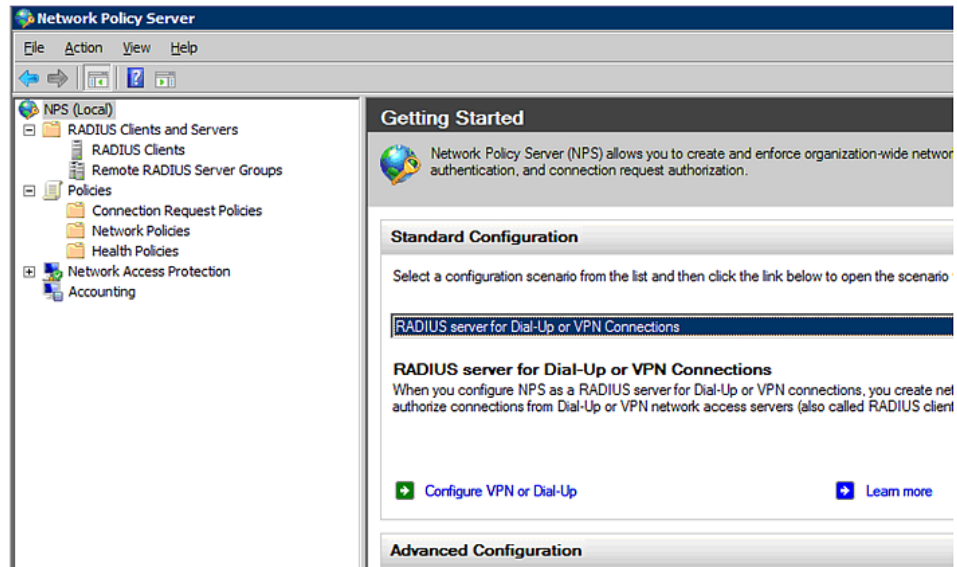 Network Policy Server
File Action View Help
NPS (Local)
RADIUS Clients and Servers
RADIUS Clients
Remote RADIUS Server Groups
Policies
Connection Request Policies
Network Policies
Health Policies
Network Access Protection
Accounting
Getting Started
Network Policy Server (NPS) allows you to create and enforce organization-wide networ
authentication, and connection request authorization.
Standard Configuration
Select a configuration scenario from the list and then click the link below to open the scenario
RADIUS server for Dial-Up or VPN Connections
RADIUS server for Dial-Up or VPN Connections
When you configure NPS as a RADIUS server for Dial-Up or VPN connections, you create net
authorize connections from Dial-Up or VPN network access servers (also called RADIUS client
Configure VPN or Dial-Up
Learn more
Advanced Configuration